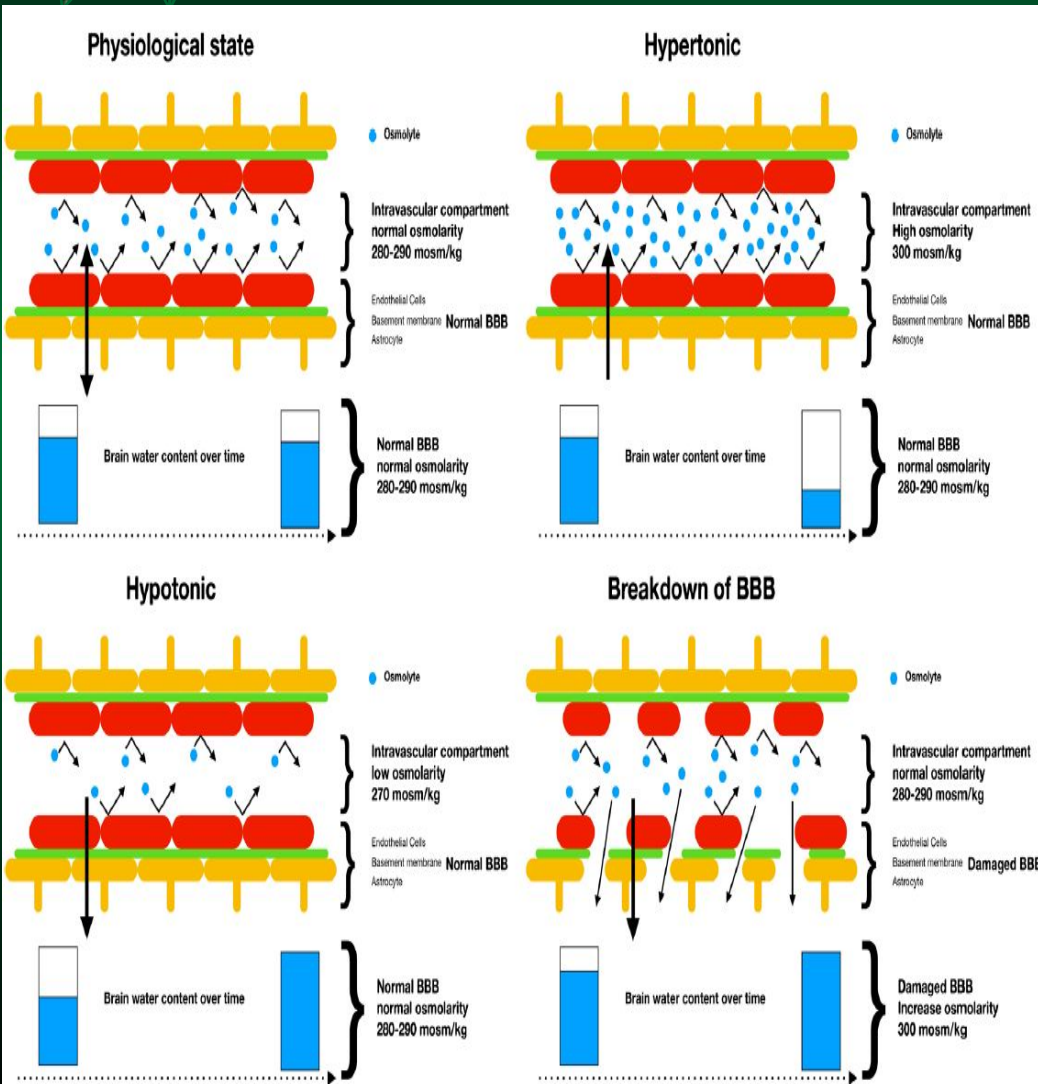 Physiological state
Osmolyte
Intravascular compartment
normal osmolarity
280-290 mosm/kg
Endothelial Cells
Basement membrane Normal BBB
Astrocyte
Brain water content over time
Normal BBB
normal osmolarity
280-290 mosm/kg
Hypertonic
Osmolyte
Intravascular compartment
High osmolarity
300 mosm/kg
Endothelial Cells
Basement membrane Normal BBB
Astrocyte
Brain water content over time
Normal BBB
normal osmolarity
280-290 mosm/kg
Hypotonic
Osmolyte
Intravascular compartment
low osmolarity
270 mosm/kg
Endothelial Cells
Basement membrane Normal BBB
Astrocyte
Brain water content over time
Normal BBB
normal osmolarity
280-290 mosm/kg
Breakdown of BBB
Osmolyte
Intravascular compartment
normal osmolarity
280-290 mosm/kg
Endothelial Cells
Basement membrane Damaged BBB
Astrocyte
Brain water content over time
Damaged BBB
Increase osmolarity
300 mosm/kg